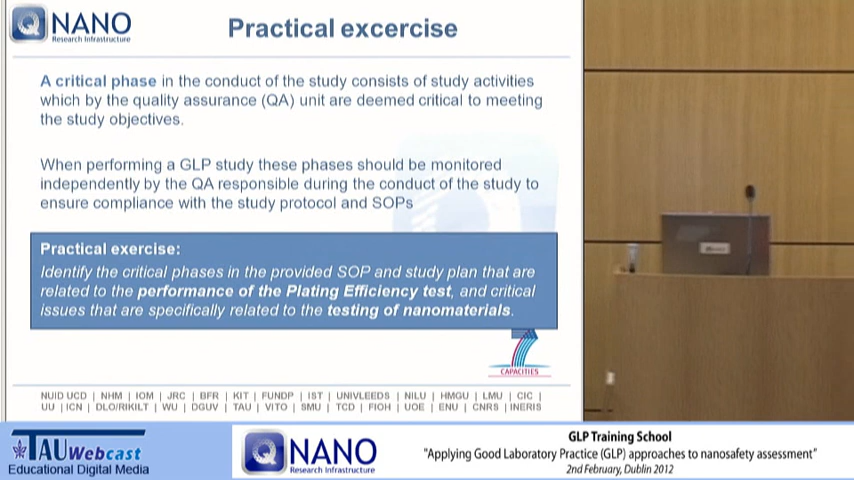 QNANO
Research Infrastructure
Practical excercise
A critical phase in the conduct of the study consists of study activities
which by the quality assurance (QA) unit are deemed critical to meeting
the study objectives.
When performing a GLP study these phases should be monitored
independently by the QA responsible during the conduct of the study to
ensure compliance with the study protocol and SOPs
Practical exercise:
Identify the critical phases in the provided SOP and study plan that are
related to the performance of the Plating Efficiency test, and critical
issues that are specifically related to the testing of nanomaterials.
7
CAPACITIES
NUID UCD | NHM | IOM | JRC | BFR | KIT | FUNDP | IST | UNIVLEEDS | NILU | HMGU | LMU | CIC |
UU | ICN | DLO/RIKILT | WU | DGUV | TAU | VITO | SMU | TCD | FIOH | UOE | ENU | CNRS | INERIS
TAU Webcast
Educational Digital Media
QNANO
Research Infrastructure
GLP Training School
"Applying Good Laboratory Practice (GLP) approaches to nanosafety assessment"
2nd February, Dublin 2012